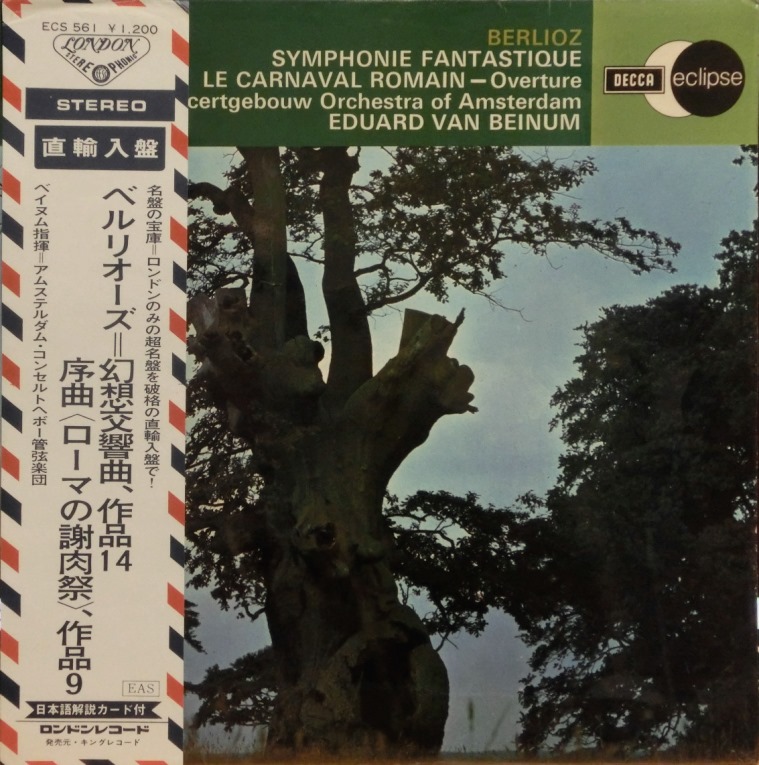 ECS 561 ¥1,200
LONDON
STEREOPHONIC
STEREO
直輸入盤
名盤の宝庫=ロンドンのみの超名盤を破格の直輸入盤で!
ベルリオーズ=幻想交響曲、作品14
序曲〈ローマの謝肉祭〉、作品9
ベイヌム指揮=アムステルダム・コンセルトヘボー管弦楽団
EAS
日本語解説カード付
ロンドンレコード
発売元・キングレコード
BERLIOZ
SYMPHONIE FANTASTIQUE
LE CARNAVAL ROMAIN–Overture
certgebouw Orchestra of Amsterdam
EDUARD VAN BEINUM
DECCA eclipse